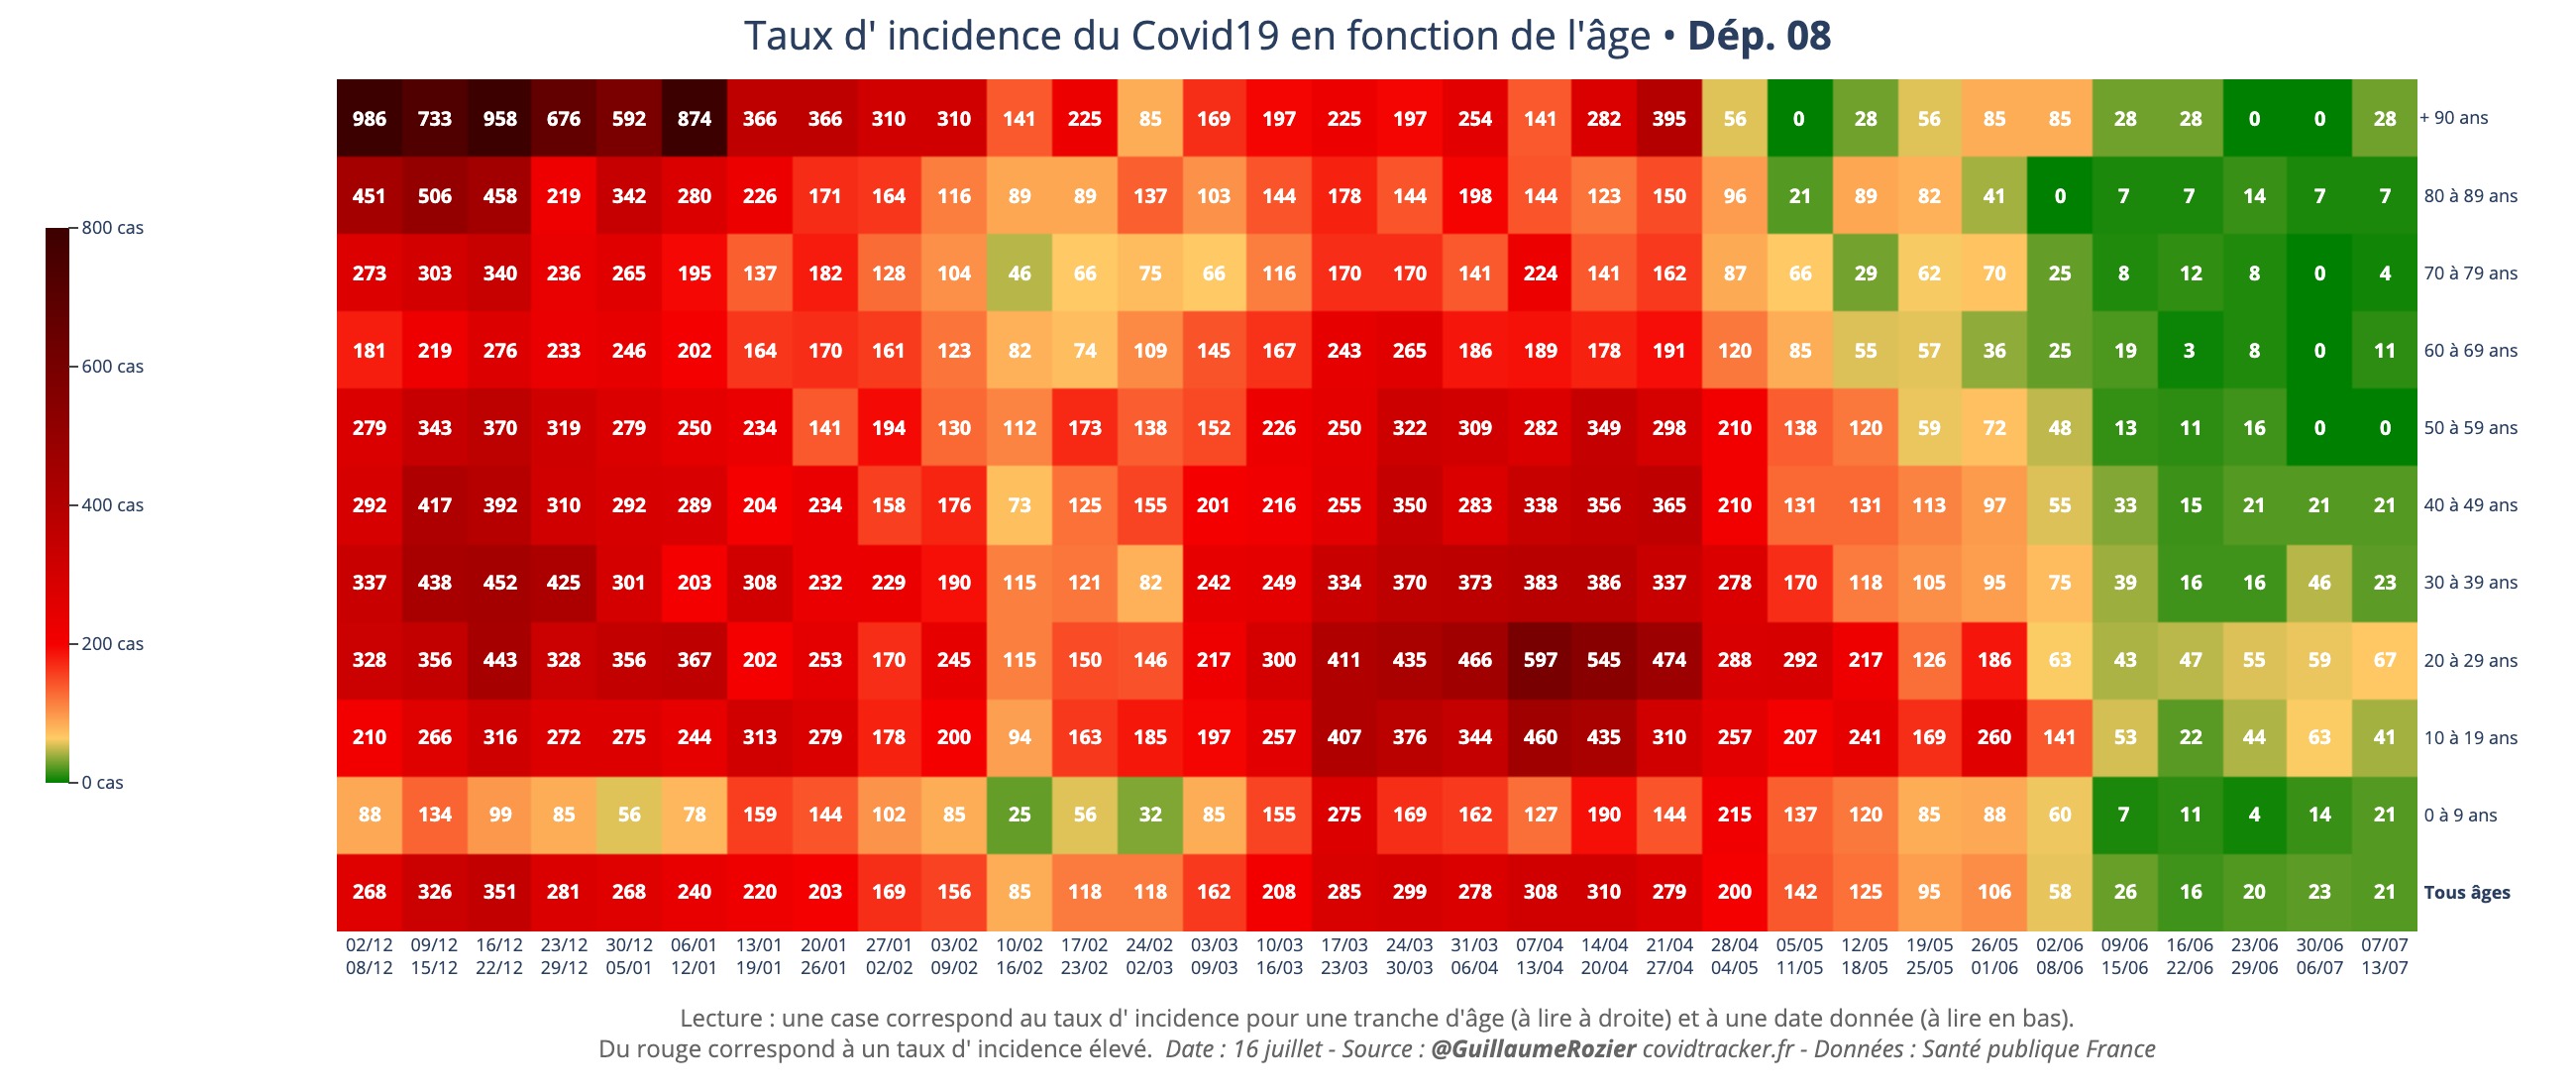 Taux d' incidence du Covid19 en fonction de l'âge • Dép. 08
800 cas
600 cas
400 cas
200 cas
0 cas
986 733 958 676 592 874 366 366 310 310 141 225 85 169 197 225 197 254 141 282 395 56 0 28 56 85 85 28 28 0 0 28 + 90 ans
451 506 458 219 342 280 226 171 164 116 89 89 137 103 144 178 144 198 144 123 150 96 21 89 82 41 0 7 7 14 7 7 80 à 89 ans
273 303 340 236 265 195 137 182 128 104 46 66 75 66 116 170 170 141 224 141 162 87 66 29 62 70 25 8 12 8 0 4 70 à 79 ans
181 219 276 233 246 202 164 170 161 123 82 74 109 145 167 243 265 186 189 178 191 120 85 55 57 36 25 19 3 8 0 11 60 à 69 ans
279 343 370 319 279 250 234 141 194 130 112 173 138 152 226 250 322 309 282 349 298 210 138 120 59 72 48 13 11 16 0 0 50 à 59 ans
292 417 392 310 292 289 204 234 158 176 73 125 155 201 216 255 350 283 338 356 365 210 131 131 113 97 55 33 15 21 21 21 40 à 49 ans
337 438 452 425 301 203 308 232 229 190 115 121 82 242 249 334 370 373 383 386 337 278 170 118 105 95 75 39 16 16 46 23 30 à 39 ans
328 356 443 328 356 367 202 253 170 245 115 150 146 217 300 411 435 466 597 545 474 288 292 217 126 186 63 43 47 55 59 67 20 à 29 ans
210 266 316 272 275 244 313 279 178 200 94 163 185 197 257 407 376 344 460 435 310 257 207 241 169 260 141 53 22 44 63 41 10 à 19 ans
88 134 99 85 56 78 159 144 102 85 25 56 32 85 155 275 169 162 127 190 144 215 137 120 85 88 60 7 11 4 14 21 0 à 9 ans
268 326 351 281 268 240 220 203 169 156 85 118 118 162 208 285 299 278 308 310 279 200 142 125 95 106 58 26 16 20 23 21 Tous âges
02/12 09/12 16/12 23/12 30/12 06/01 13/01 20/01 27/01 03/02 10/02 17/02 24/02 03/03 10/03 17/03 24/03 31/03 07/04 14/04 21/04 28/04 05/05 12/05 19/05 26/05 02/06 09/06 16/06 23/06 30/06 07/07
08/12 15/12 22/12 29/12 05/01 12/01 19/01 26/01 02/02 09/02 16/02 23/02 02/03 09/03 16/03 23/03 30/03 06/04 13/04 20/04 27/04 04/05 11/05 18/05 25/05 01/06 08/06 15/06 22/06 29/06 06/07 13/07
Lecture : une case correspond au taux d' incidence pour une tranche d'âge (à lire à droite) et à une date donnée (à lire en bas).
Du rouge correspond à un taux d' incidence élevé. Date : 16 juillet - Source : @GuillaumeRozier covidtracker.fr - Données : Santé publique France